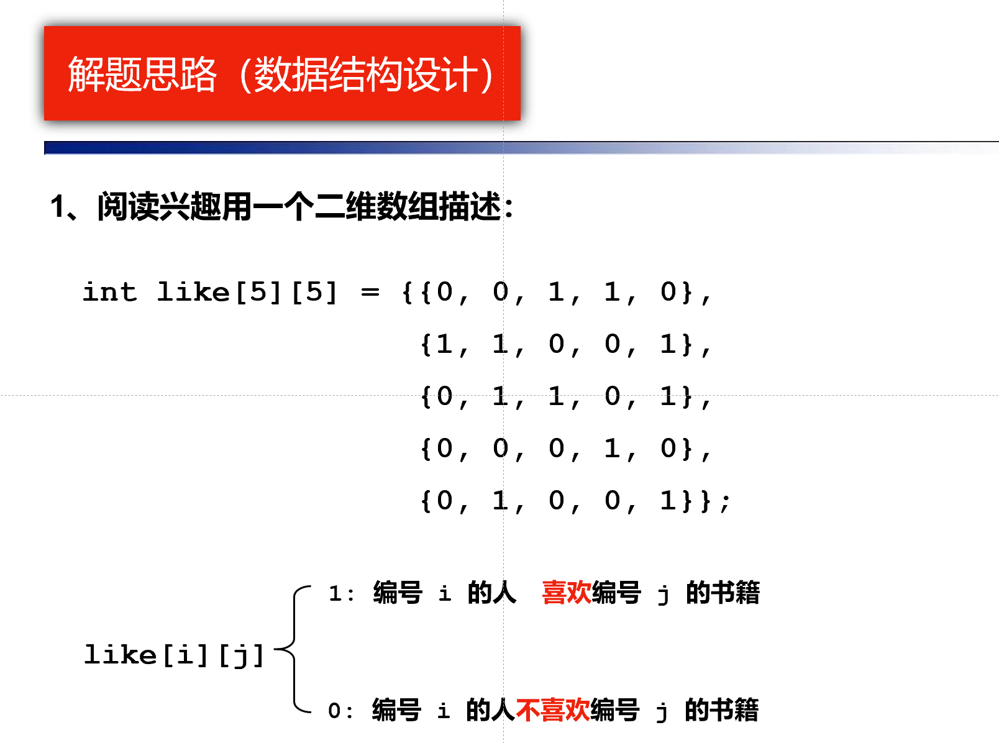 解题思路（数据结构设计）
1、阅读兴趣用一个二维数组描述：
int like[5][5] = {{0, 0, 1, 1, 0},
{1, 1, 0, 0, 1},
{0, 1, 1, 0, 1},
{0, 0, 0, 1, 0},
{0, 1, 0, 0, 1}};
1: 编号 i 的人 喜欢编号 j 的书籍
like[i][j]
0: 编号 i 的人不喜欢编号 j 的书籍